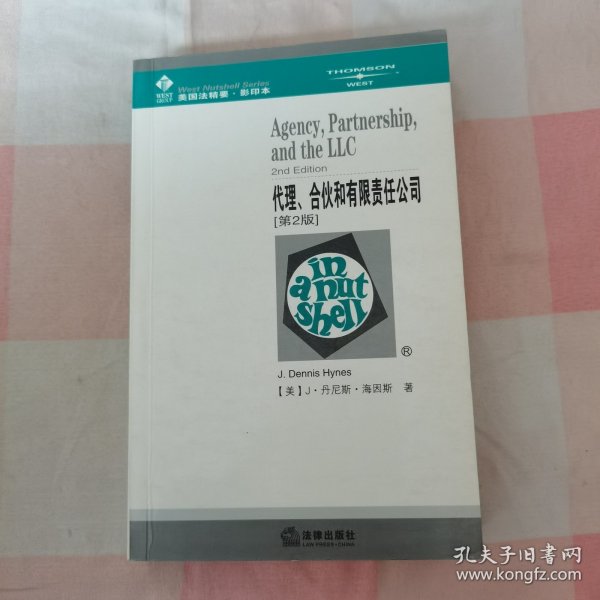 West Nutshell Series
美国法精要·影印本
WEST
GROUP
THOMSON
WEST
Agency, Partnership,
and the LLC
2nd Edition
代理、合伙和有限责任公司
[第2版]
in
a nut
shell
®
J. Dennis Hynes
【美】J·丹尼斯·海因斯 著
法律出版社
LAW PRESS·CHINA
孔夫子旧书网
www.kongfz.com